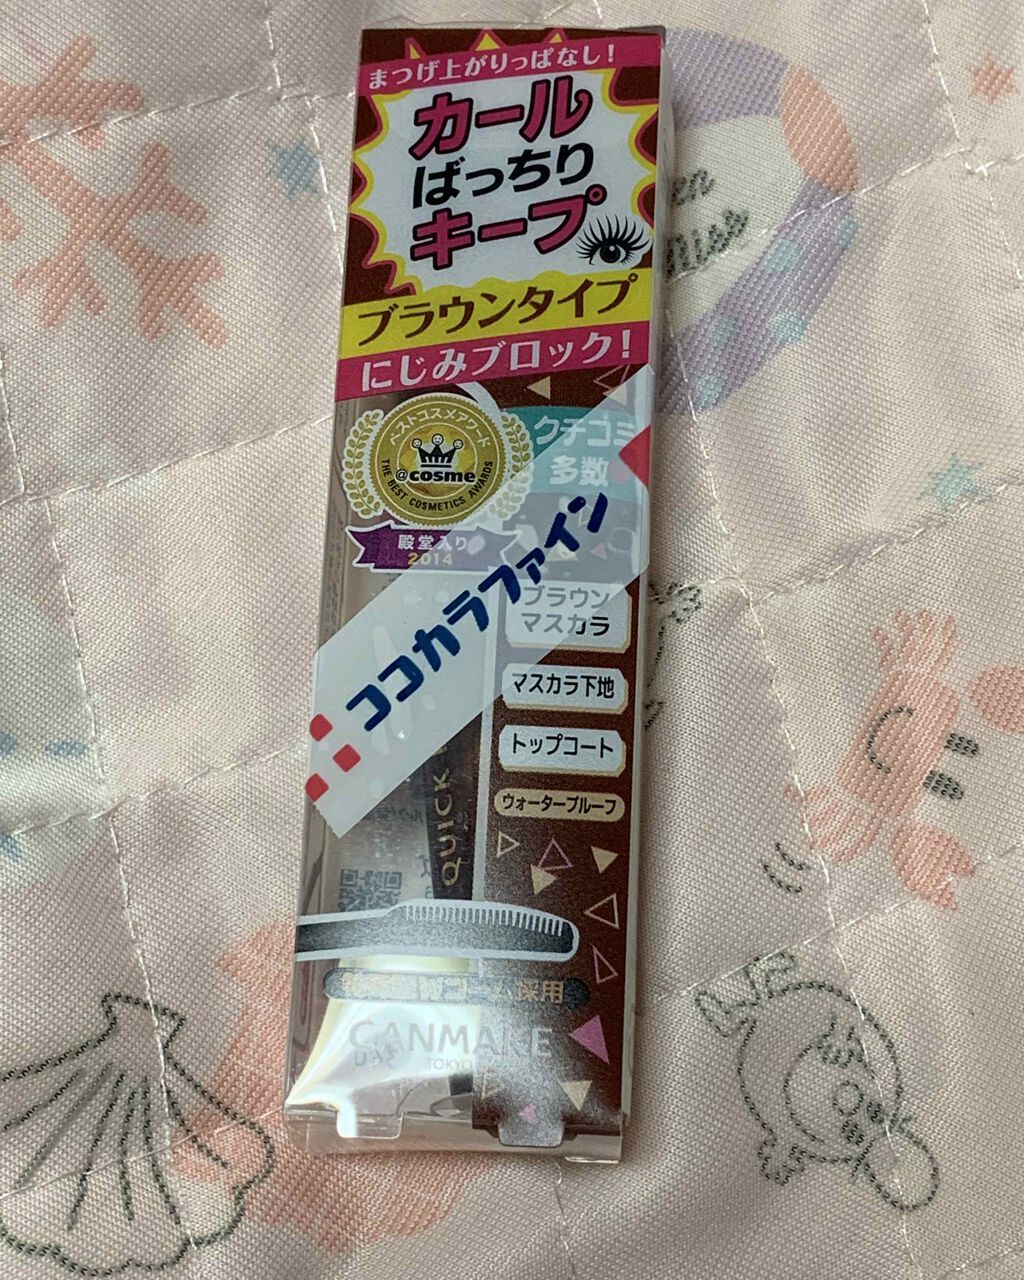 まつげ上がりっぱなし!
カール
ばっちり
キープ
ブラウンタイプ
にじみブロック!
ベストコスメアワード
@cosme
THE BEST COSMETICS AWARDS
殿堂入り
2014
クチコミ
多数
ココカラファイン
ブラウン
マスカラ
マスカラ下地
トップコート
ウォータープルーフ
QUICK
採用
CANMAKE
TOKYO